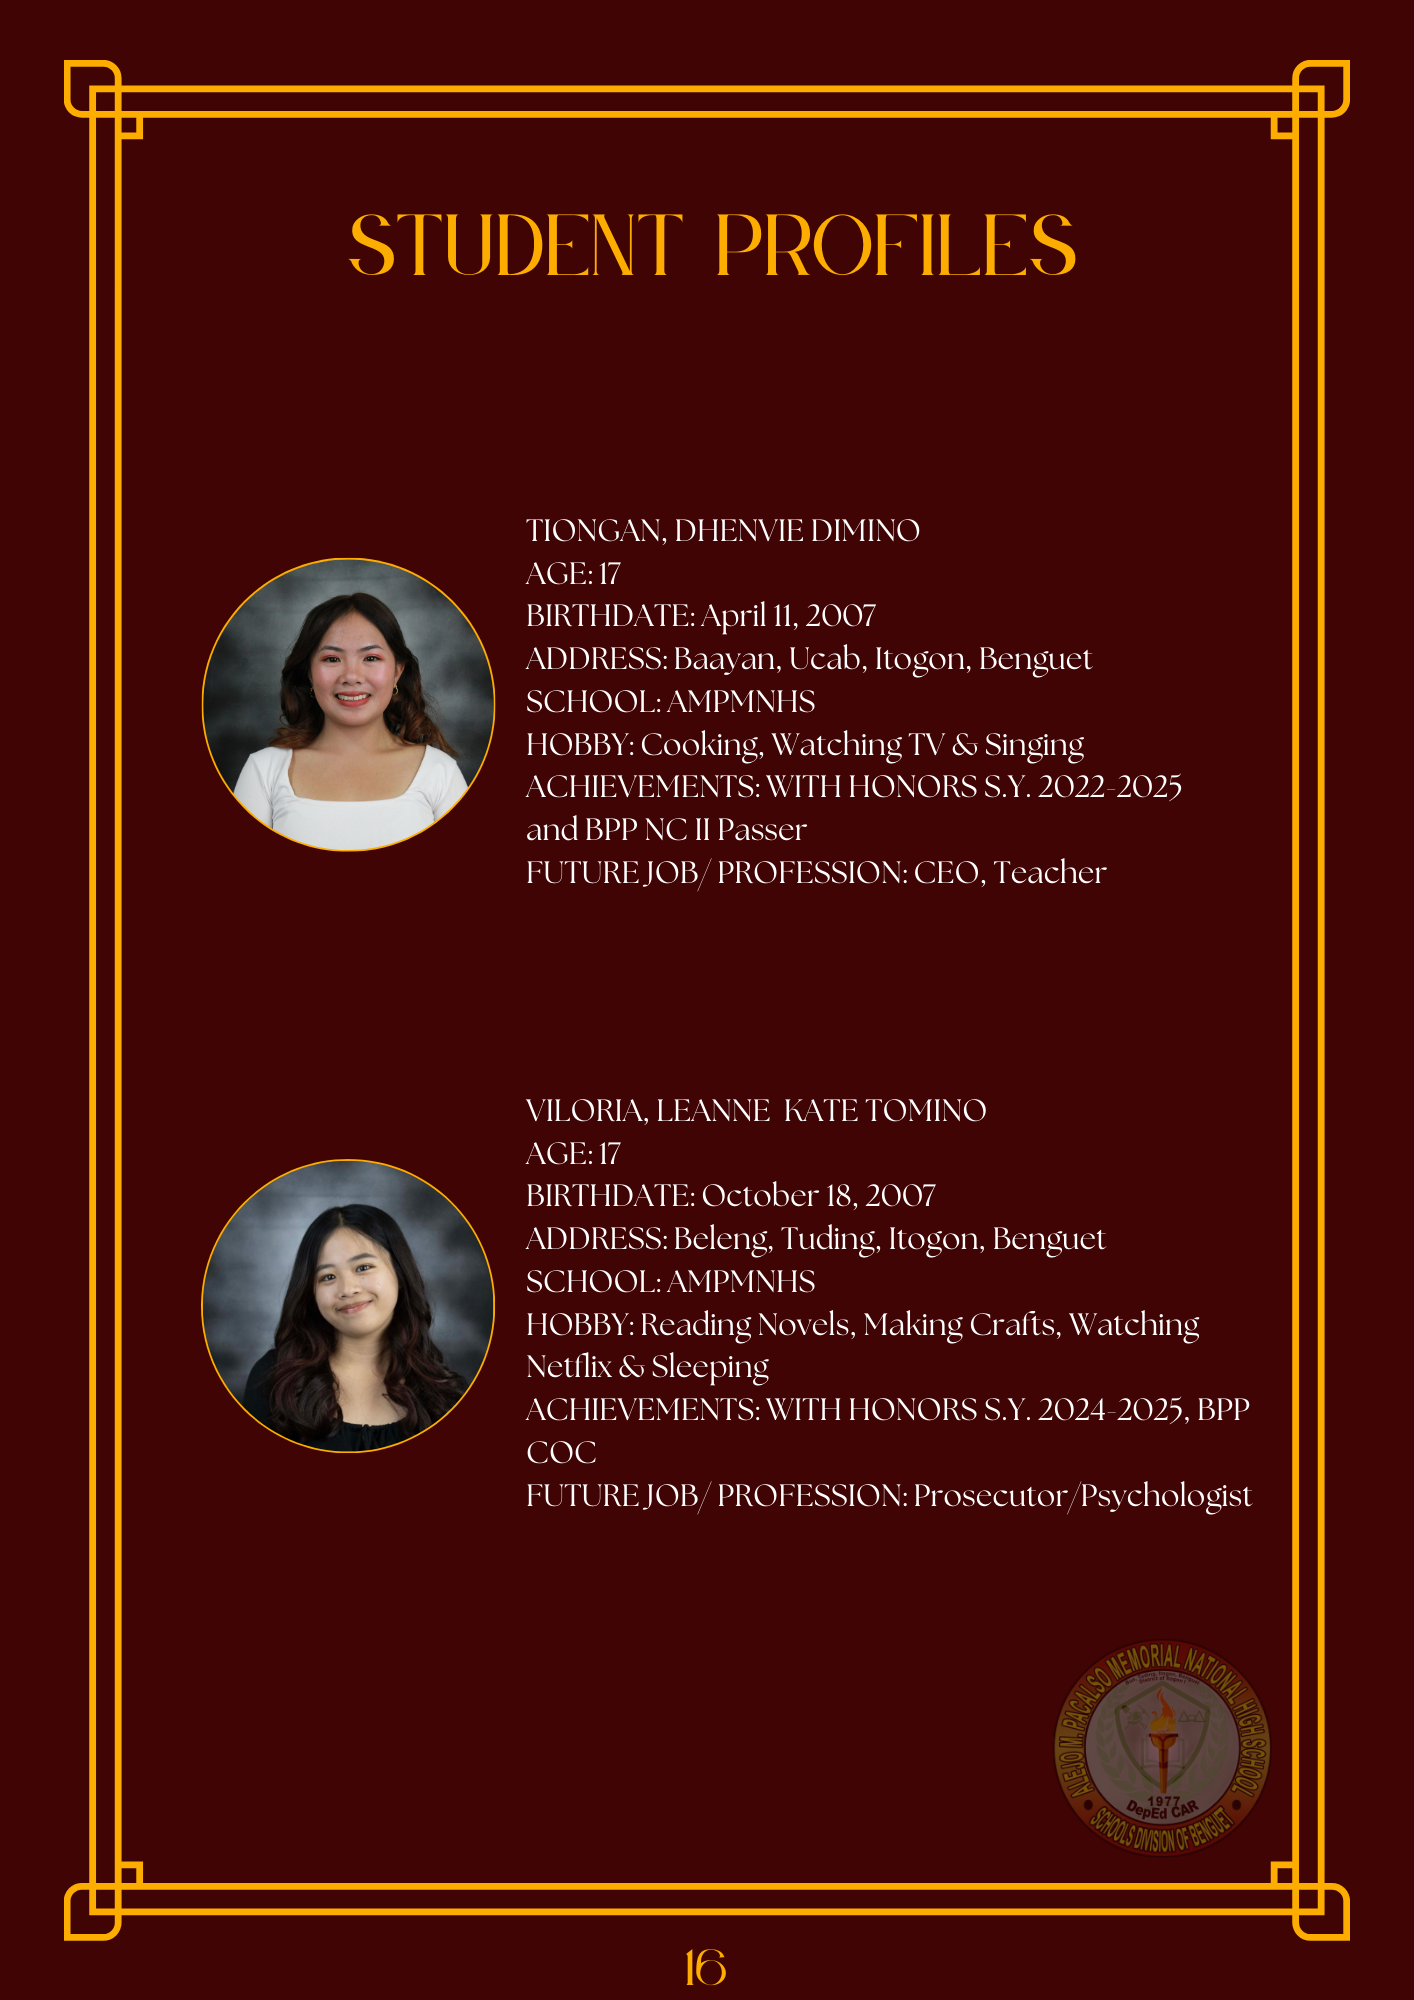 STUDENT PROFILES
TIONGAN, DHENVIE DIMINO
AGE: 17
BIRTHDATE: April 11, 2007
ADDRESS: Baayan, Ucab, Itogon, Benguet
SCHOOL: AMPMNHS
HOBBY: Cooking, Watching TV & Singing
ACHIEVEMENTS: WITH HONORS S.Y. 2022-2025
and BPP NC II Passer
FUTURE JOB/ PROFESSION: CEO, Teacher
VILORIA, LEANNE KATE TOMINO
AGE: 17
BIRTHDATE: October 18, 2007
ADDRESS: Beleng, Tuding, Itogon, Benguet
SCHOOL: AMPMNHS
HOBBY: Reading Novels, Making Crafts, Watching
Netflix & Sleeping
ACHIEVEMENTS: WITH HONORS S.Y. 2024-2025, BPP
COC
FUTURE JOB/ PROFESSION: Prosecutor/Psychologist
ALEJO M. PACALSO MEMORIAL NATIONAL HIGH SCHOOL
1977
DepEd CAR
SCHOOLS DIVISION OF BENGUET
16